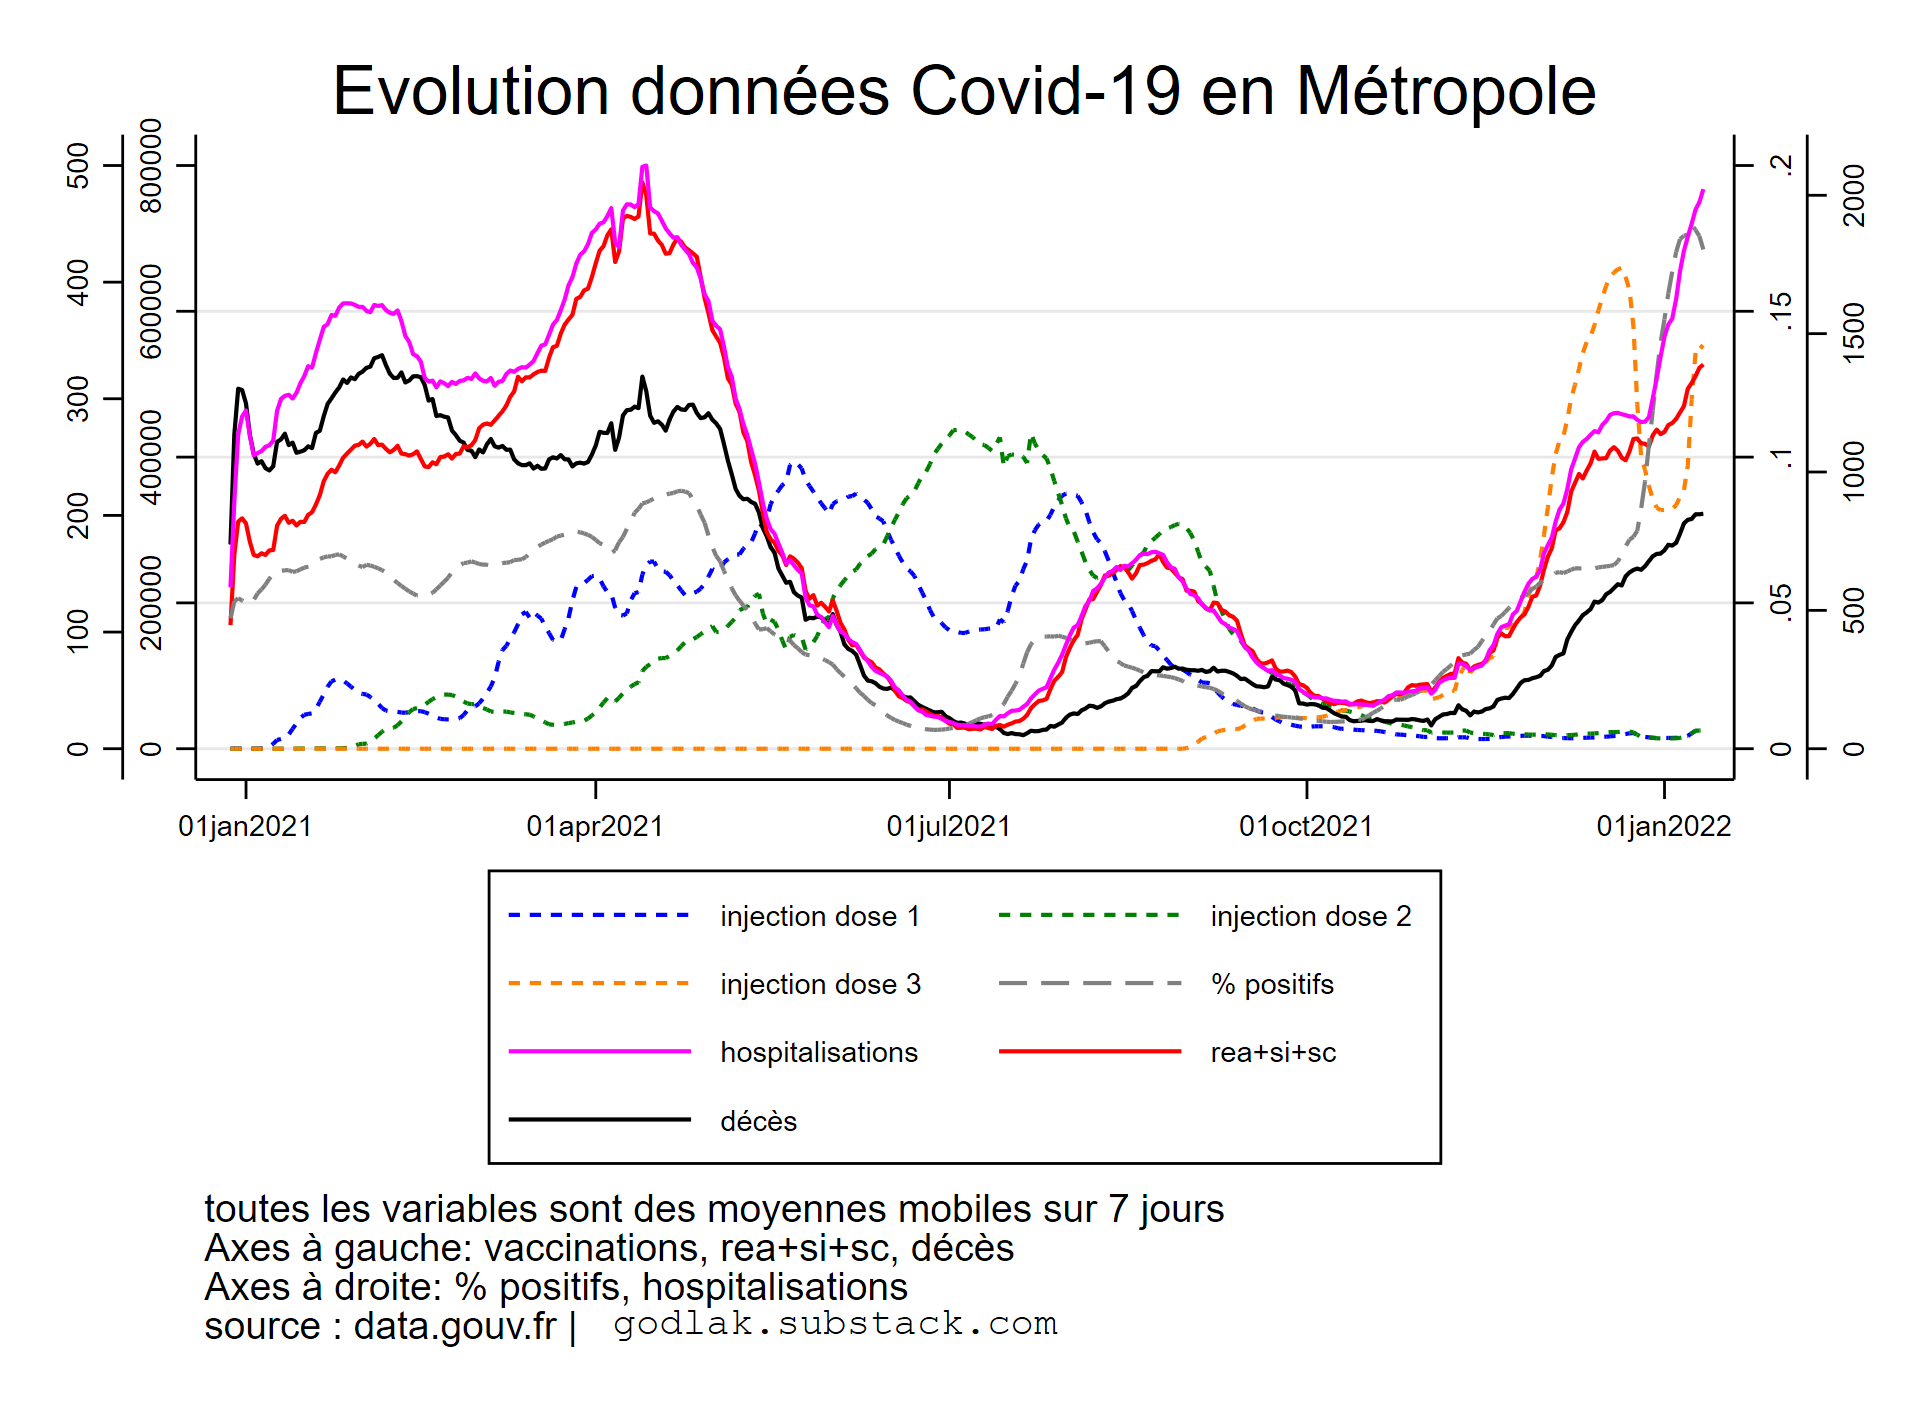 Evolution données Covid-19 en Métropole
500
400
300
200
100
0
800000
600000
400000
200000
0
.2
.15
.1
.05
0
2000
1500
1000
500
0
01jan2021
01apr2021
01jul2021
01oct2021
01jan2022
injection dose 1
injection dose 2
injection dose 3
% positifs
hospitalisations
rea+si+sc
décès
toutes les variables sont des moyennes mobiles sur 7 jours
Axes à gauche: vaccinations, rea+si+sc, décès
Axes à droite: % positifs, hospitalisations
source : data.gouv.fr | godlak.substack.com